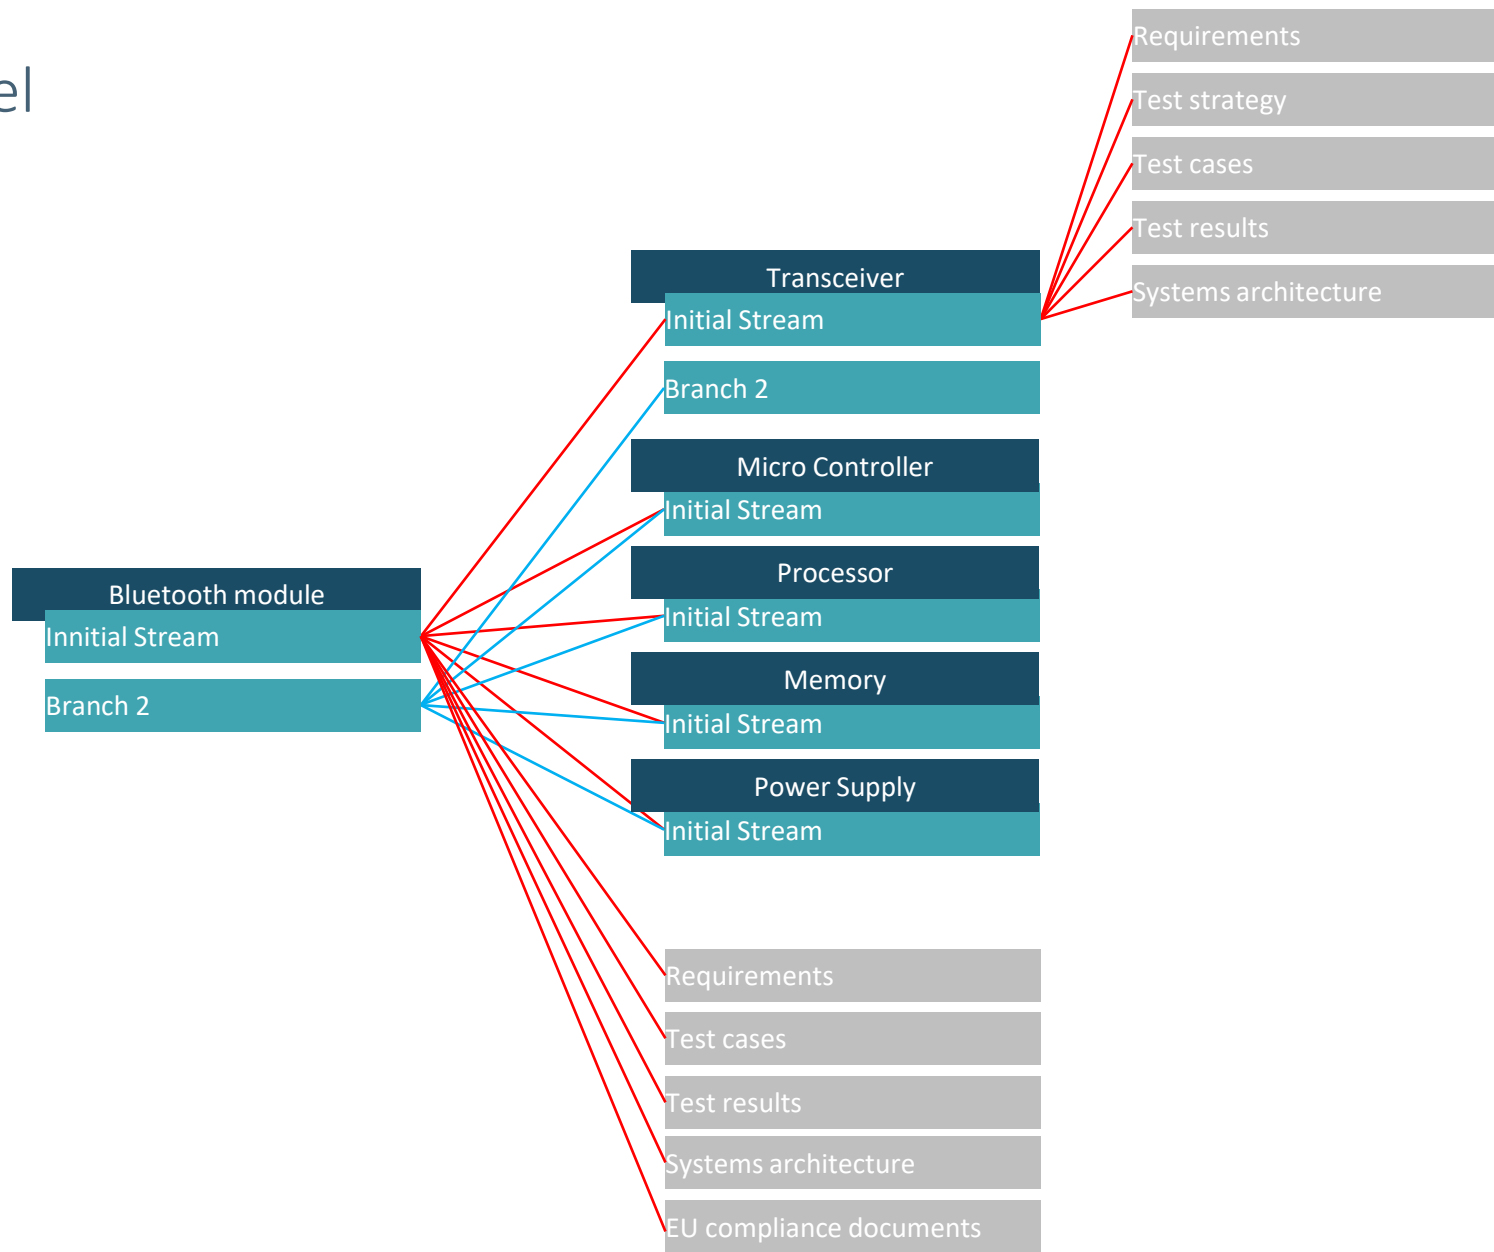 el
Requirements
Test strategy
Test cases
Test results
Systems architecture
Transceiver
Initial Stream
Branch 2
Micro Controller
Initial Stream
Processor
Initial Stream
Memory
Initial Stream
Power Supply
Initial Stream
Bluetooth module
Innitial Stream
Branch 2
Requirements
Test cases
Test results
Systems architecture
EU compliance documents